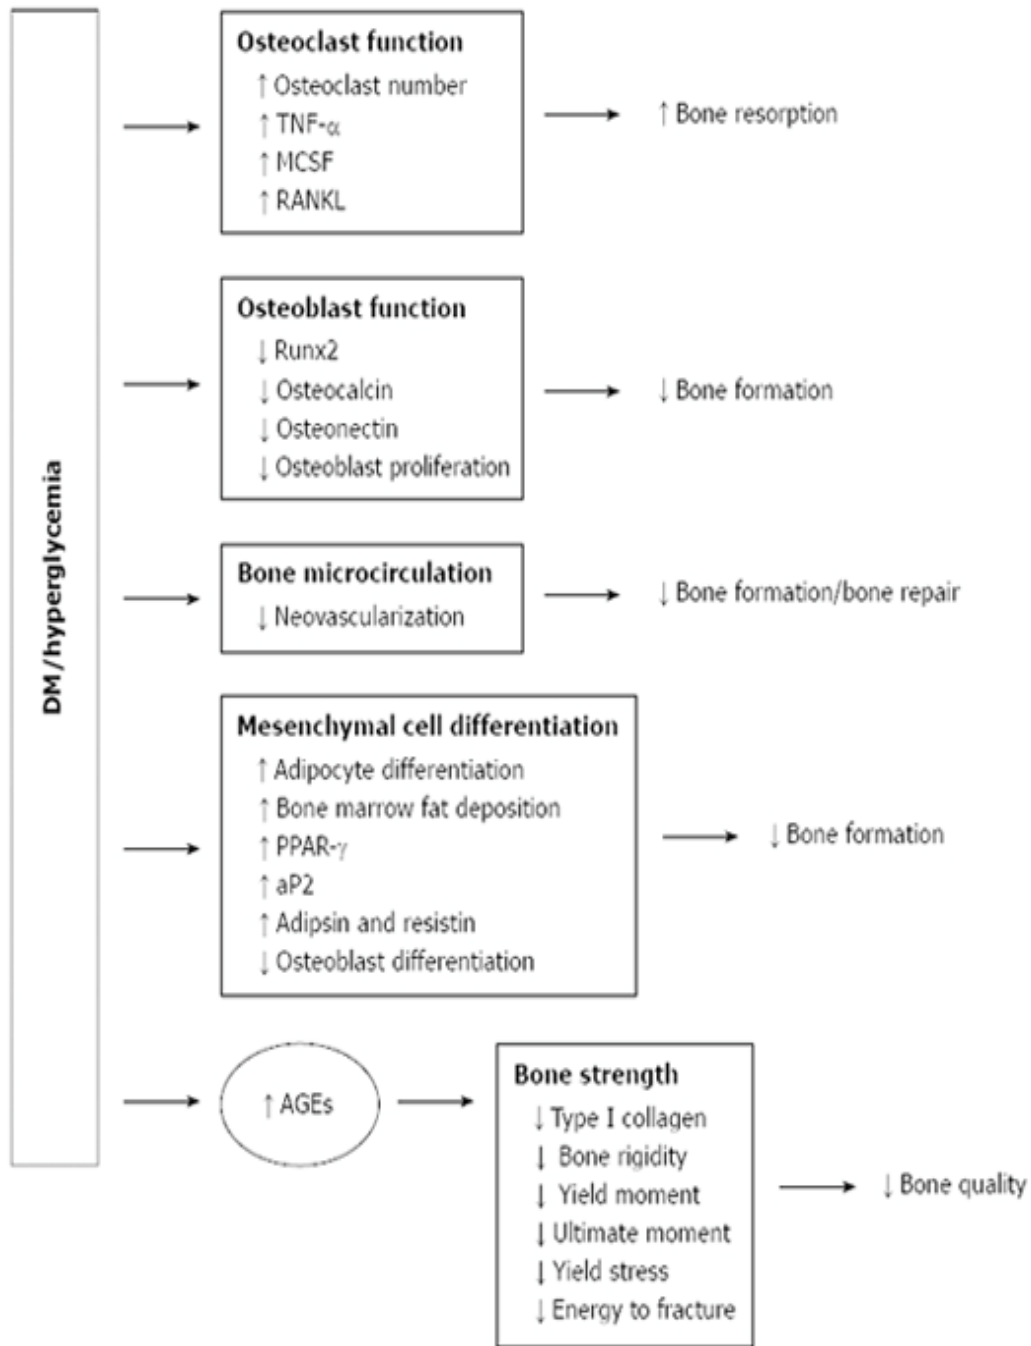 DM/hyperglycemia
Osteoclast function
↑ Osteoclast number
↑ TNF-α
↑ MCSF
↑ RANKL
↑ Bone resorption
Osteoblast function
↓ Runx2
↓ Osteocalcin
↓ Osteonectin
↓ Osteoblast proliferation
↓ Bone formation
Bone microcirculation
↓ Neovascularization
↓ Bone formation/bone repair
Mesenchymal cell differentiation
↑ Adipocyte differentiation
↑ Bone marrow fat deposition
↑ PPAR-γ
↑ aP2
↑ Adipsin and resistin
↓ Osteoblast differentiation
↓ Bone formation
↑ AGEs
Bone strength
↓ Type I collagen
↓ Bone rigidity
↓ Yield moment
↓ Ultimate moment
↓ Yield stress
↓ Energy to fracture
↓ Bone quality